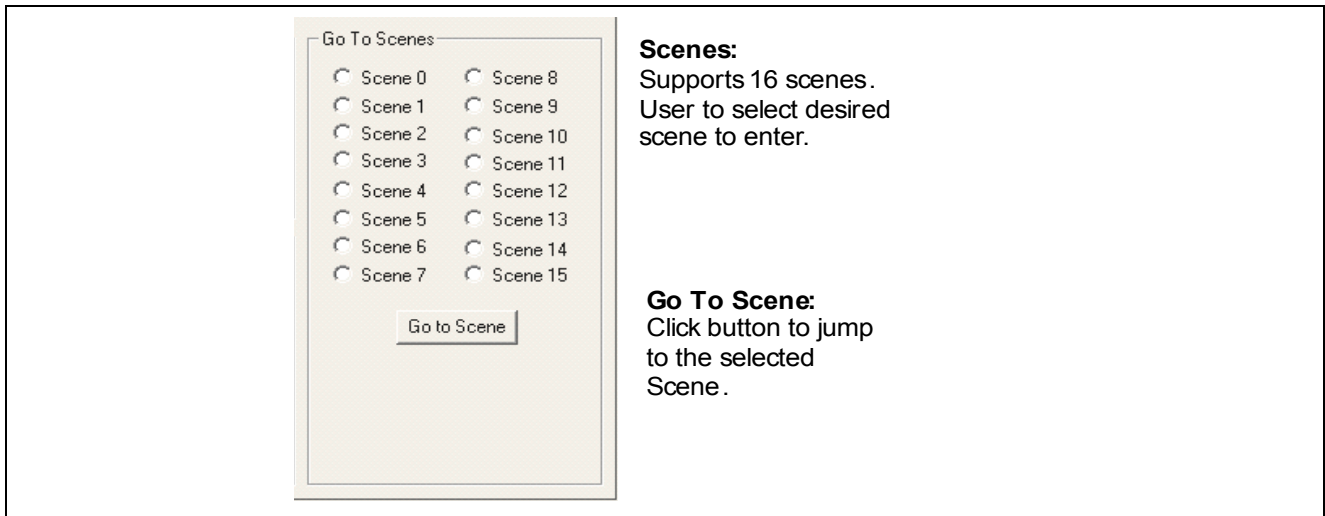 Go To Scenes
Scene 0
Scene 1
Scene 2
Scene 3
Scene 4
Scene 5
Scene 6
Scene 7
Scene 8
Scene 9
Scene 10
Scene 11
Scene 12
Scene 13
Scene 14
Scene 15
Go to Scene
Scenes:
Supports 16 scenes.
User to select desired
scene to enter.
Go To Scene:
Click button to jump
to the selected
Scene.